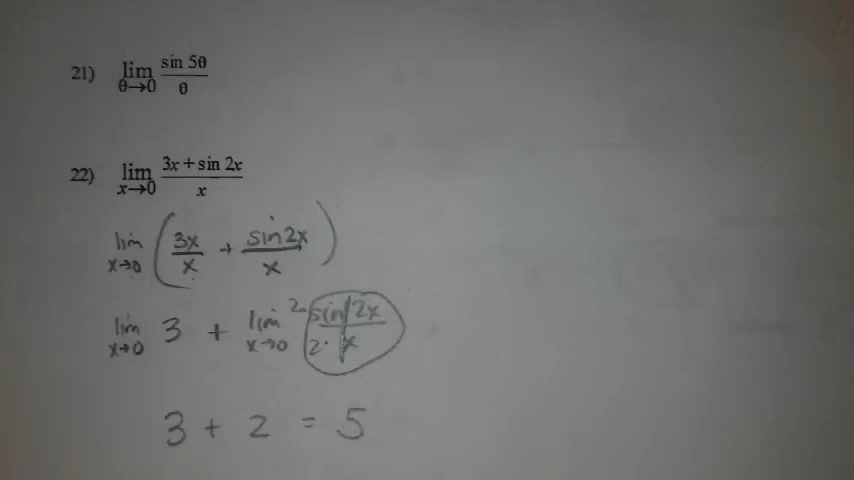 21) lim θ→0 sin 5θ / θ
22) lim x→0 3x + sin 2x / x
lim x→0 ( 3x / x + sin2x / x )
lim x→0 3 + lim x→0 2· sin 2x / 2· x
3 + 2 = 5